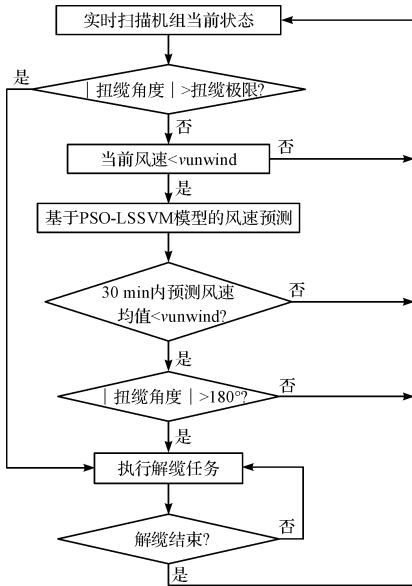 实时扫描机组当前状态
是
｜扭缆角度｜>扭缆极限?
否
当前风速<vunwind
否
是
基于PSO-LSSVM模型的风速预测
30 min内预测风速
均值<vunwind?
否
是
｜扭缆角度｜>180°?
否
是
执行解缆任务
解缆结束?
否
是